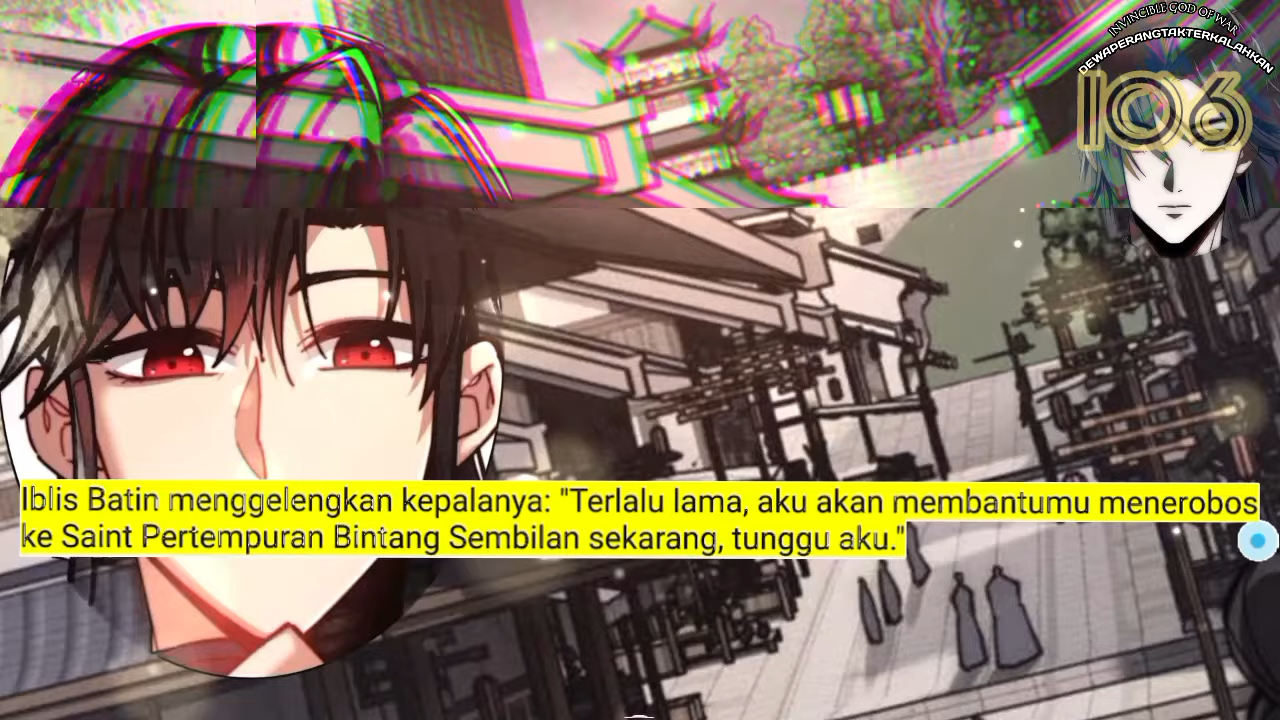 INVINCIBLE GOD OF WAR
DEWAPERANGTAKTERKALAHKAN
106
Iblis Batin menggelengkan kepalanya: "Terlalu lama, aku akan membantumu menerobos
ke Saint Pertempuran Bintang Sembilan sekarang, tunggu aku."